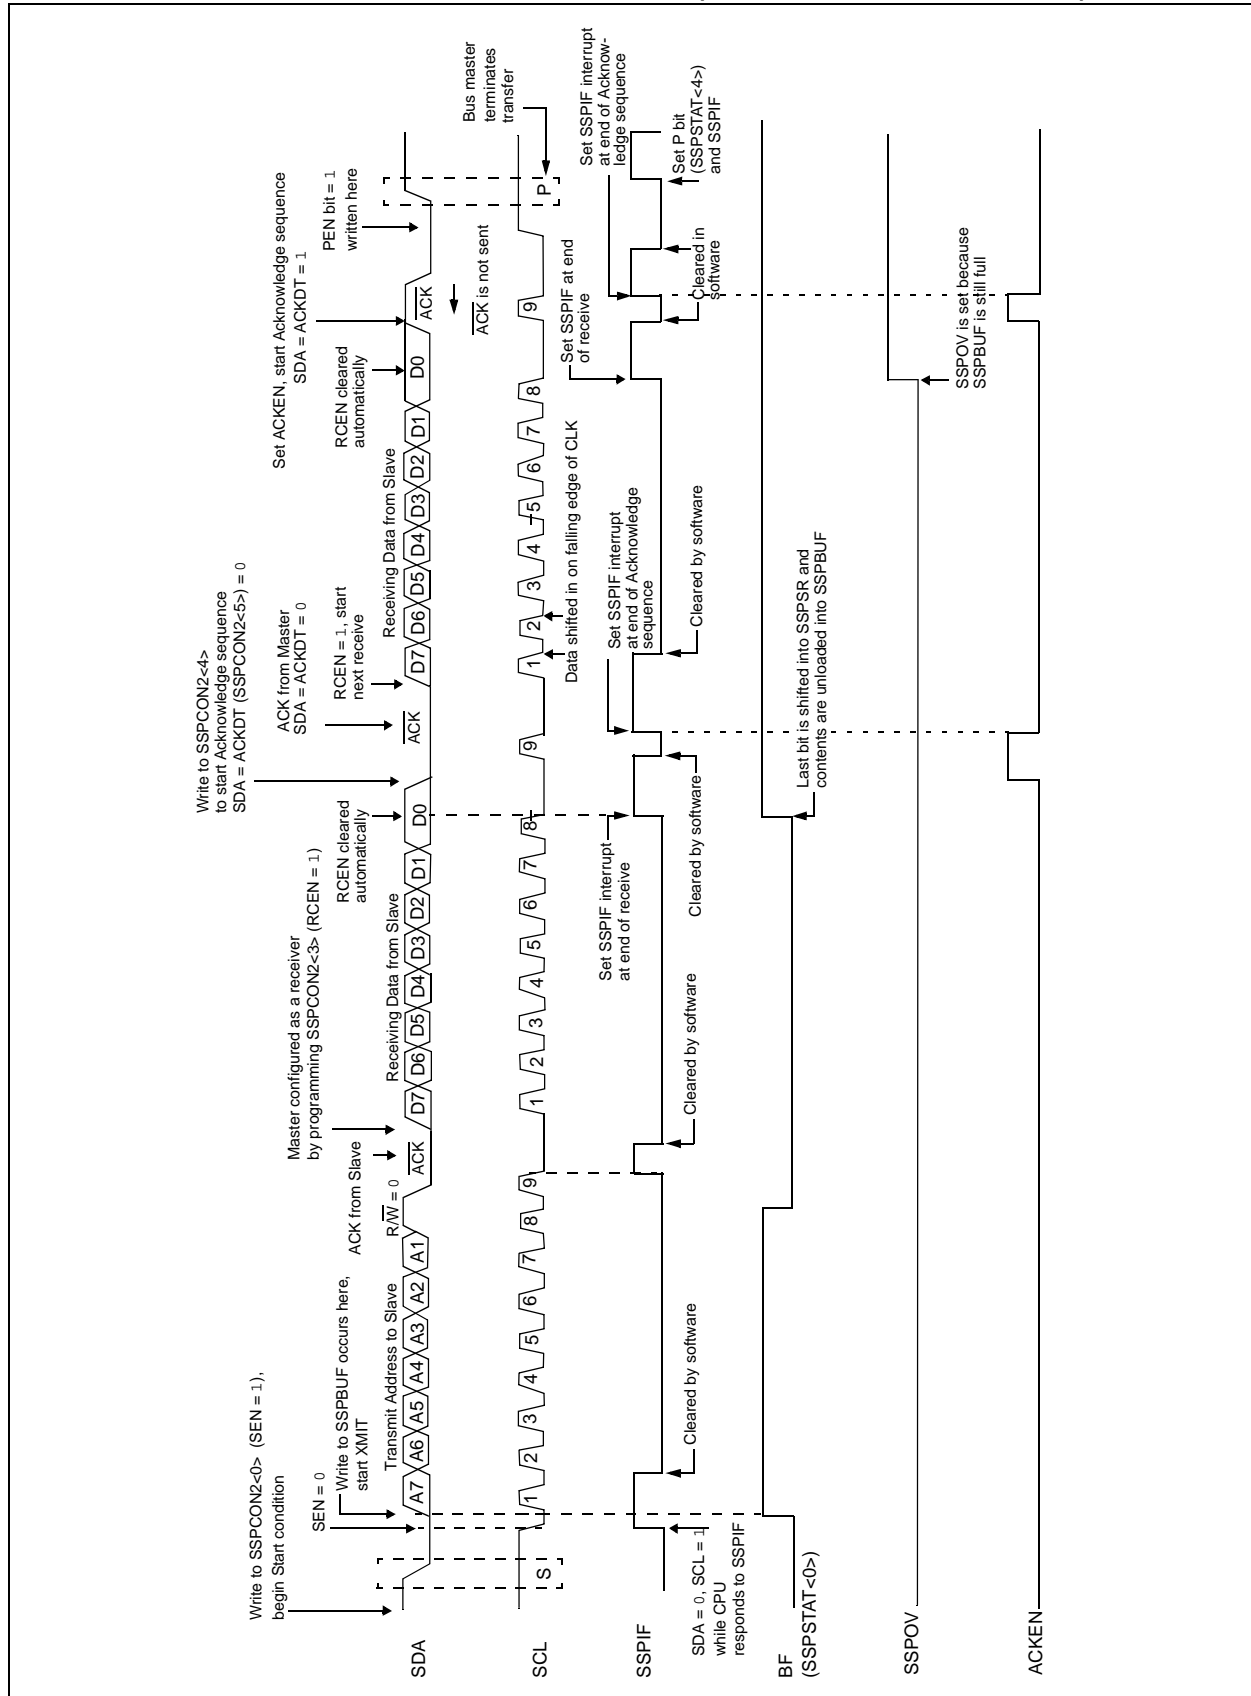 Write to SSPCON2<0> (SEN = 1),
begin Start condition
SEN = 0
Write to SSPBUF occurs here,
start XMIT
Transmit Address to Slave
ACK from Slave
R/W = 0
Master configured as a receiver
by programming SSPCON2<3> (RCEN = 1)
Receiving Data from Slave
RCEN cleared
automatically
Write to SSPCON2<4>
to start Acknowledge sequence
SDA = ACKDT (SSPCON2<5>) = 0
ACK from Master
SDA = ACKDT = 0
RCEN = 1, start
next receive
Receiving Data from Slave
RCEN cleared
automatically
Set ACKEN, start Acknowledge sequence
SDA = ACKDT = 1
PEN bit = 1
written here
SDA
A7 A6 A5 A4 A3 A2 A1 ACK D7 D6 D5 D4 D3 D2 D1 D0 ACK D7 D6 D5 D4 D3 D2 D1 D0 ACK
ACK is not sent
Bus master
terminates
transfer
SCL
S 1 2 3 4 5 6 7 8 9 1 2 3 4 5 6 7 8 9 1 2 3 4 5 6 7 8 9 P
Data shifted in on falling edge of CLK
Set SSPIF interrupt
at end of receive
Set SSPIF interrupt
at end of Acknowledge
sequence
Set SSPIF at end
of receive
Set SSPIF interrupt
at end of Acknow-
ledge sequence
SSPIF
SDA = 0, SCL = 1
while CPU
responds to SSPIF
Cleared by software
Cleared by software
Cleared by software
Cleared by software
Cleared in
software
Set P bit
(SSPSTAT<4>)
and SSPIF
BF
(SSPSTAT<0>)
Last bit is shifted into SSPSR and
contents are unloaded into SSPBUF
SSPOV
SSPOV is set because
SSPBUF is still full
ACKEN